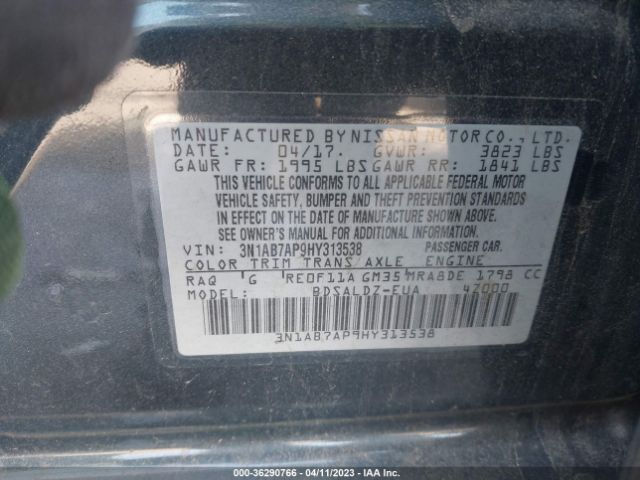 MANUFACTURED BY NISSAN MOTOR CO., LTD.
DATE: 04/17. GVWR: 3823 LBS
GAWR FR: 1995 LBS GAWR RR: 1841 LBS
THIS VEHICLE CONFORMS TO ALL APPLICABLE FEDERAL MOTOR
VEHICLE SAFETY, BUMPER AND THEFT PREVENTION STANDARDS
IN EFFECT ON THE DATE OF MANUFACTURE SHOWN ABOVE.
SEE OWNER'S MANUAL FOR ADDITIONAL INFORMATION.
VIN: 3N1AB7AP9HY313538 PASSENGER CAR.
COLOR TRIM TRANS AXLE ENGINE
RAQ G RE0F11A GM35 MRA8DE 1798 CC
MODEL: BDSALDZ-EUA 4Z000
3N1AB7AP9HY313538
000-36290766 - 04/11/2023 - IAA Inc.